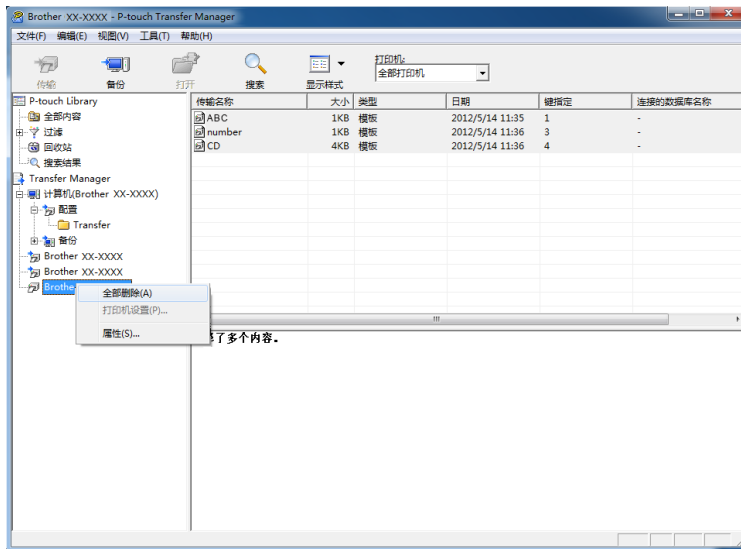 Brother XX-XXXX - P-touch Transfer Manager
文件(F) 编辑(E) 视图(V) 工具(T) 帮助(H)
传输 备份 打开 搜索 显示样式
打印机:
全部打印机
P-touch Library
全部内容
过滤
回收站
搜索结果
Transfer Manager
计算机(Brother XX-XXXX)
配置
Transfer
备份
Brother XX-XXXX
Brother XX-XXXX
Brothe
全部删除(A)
打印机设置(P)...
属性(S)...
传输名称 大小 类型 日期 键指定 连接的数据库名称
ABC 1KB 模板 2012/5/14 11:35 1 -
number 1KB 模板 2012/5/14 11:36 3 -
CD 4KB 模板 2012/5/14 11:36 4 -
了多个内容。